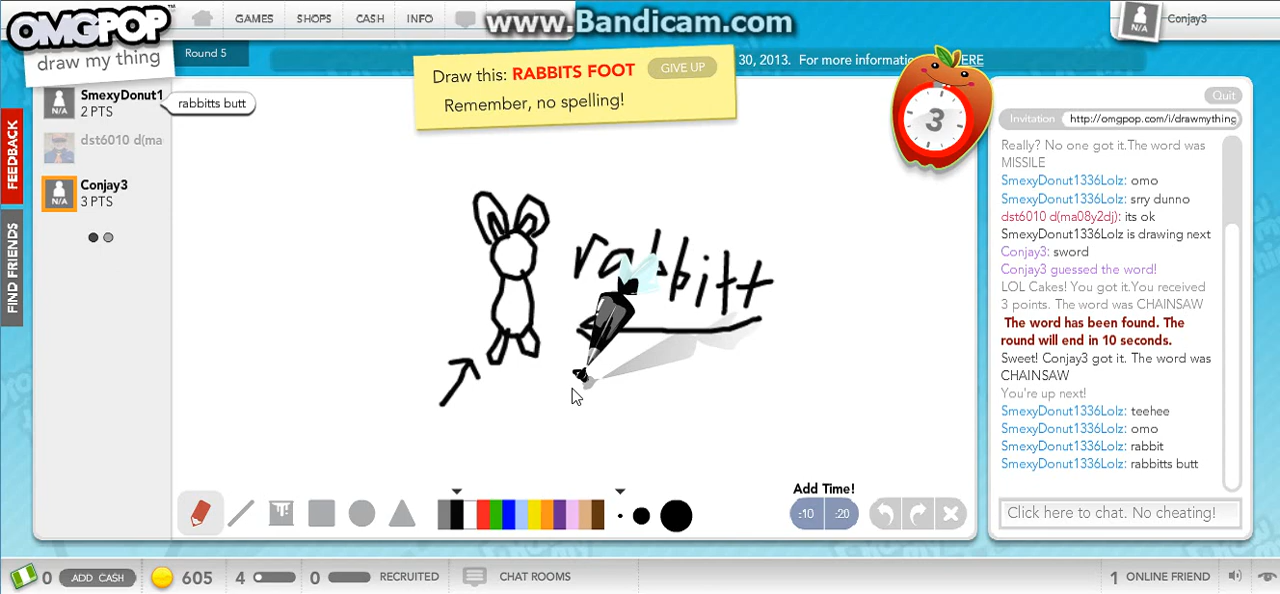 www.Bandicam.com
OMGPOP
draw my thing
GAMES
SHOPS
CASH
INFO
Conjay3
Round 5
Draw this: RABBITS FOOT
GIVE UP
Remember, no spelling!
30, 2013. For more informatio
ERE
3
FEEDBACK
FIND FRIENDS
N/A
SmexyDonut1
2 PTS
rabbitts butt
dst6010 d(ma
N/A
Conjay3
3 PTS
rabbitt
Quit
Invitation
http://omgpop.com/i/drawmything
Really? No one got it.The word was
MISSILE
SmexyDonut1336Lolz: omo
SmexyDonut1336Lolz: srry dunno
dst6010 d(ma08y2dj): its ok
SmexyDonut1336Lolz is drawing next
Conjay3: sword
Conjay3 guessed the word!
LOL Cakes! You got it.You received
3 points. The word was CHAINSAW
The word has been found. The
round will end in 10 seconds.
Sweet! Conjay3 got it. The word was
CHAINSAW
You're up next!
SmexyDonut1336Lolz: teehee
SmexyDonut1336Lolz: omo
SmexyDonut1336Lolz: rabbit
SmexyDonut1336Lolz: rabbitts butt
Click here to chat. No cheating!
Add Time!
-10
-20
0
ADD CASH
605
4
0
RECRUITED
CHAT ROOMS
1 ONLINE FRIEND